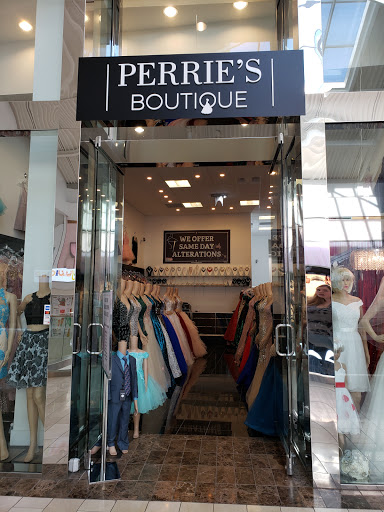 PERRIE'S
BOUTIQUE
WE OFFER
SAME DAY
ALTERATIONS